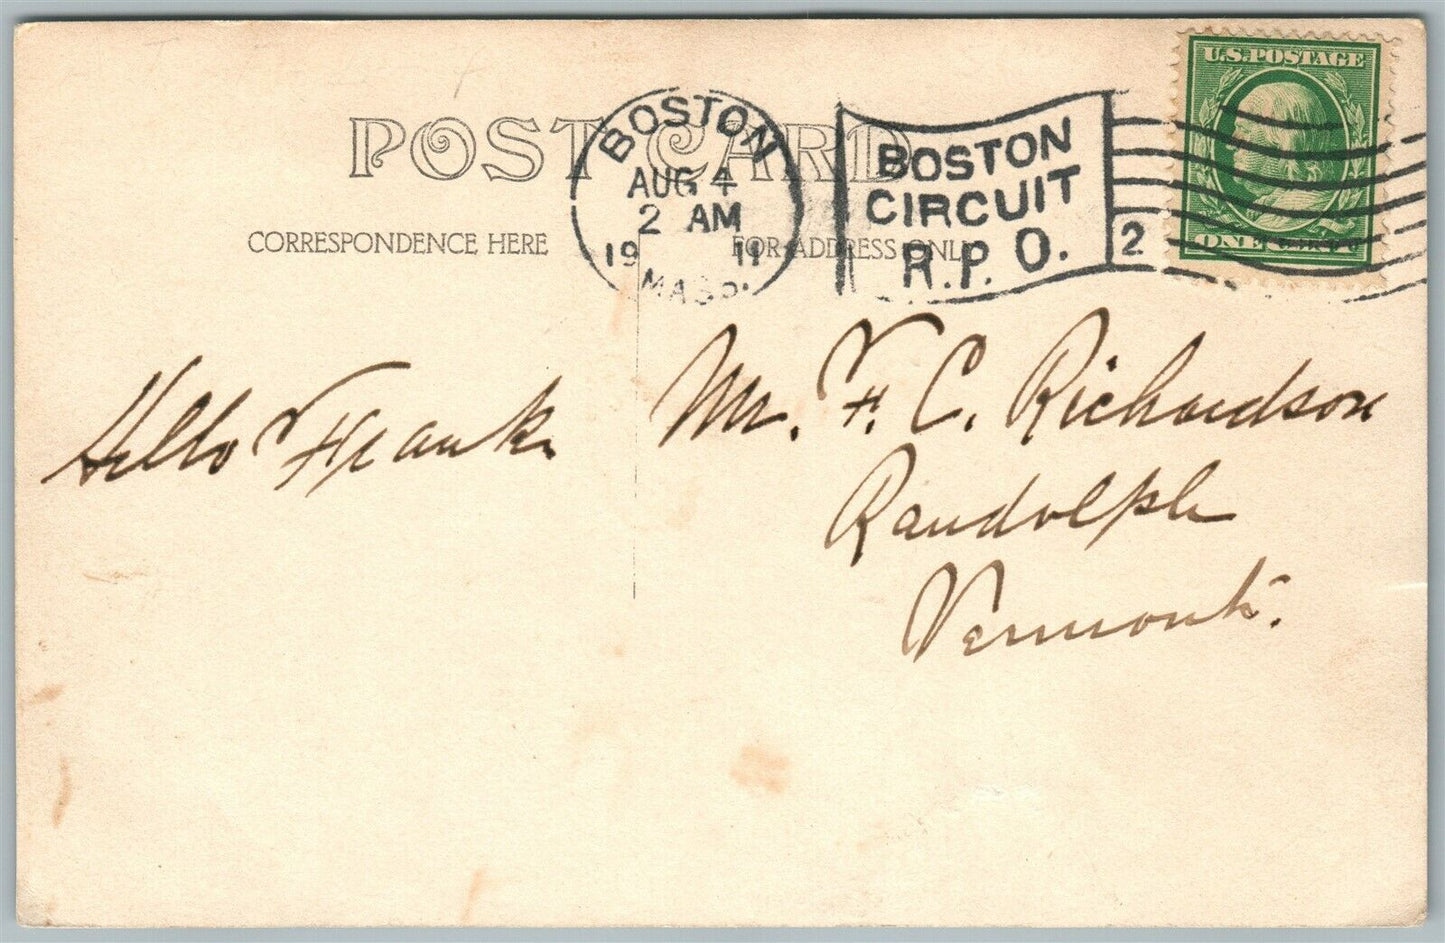 POST CARD
BOSTON
AUG 4
2 AM
19 11
MASS.
BOSTON
CIRCUIT
R.P.O.
2
U.S. POSTAGE
ONE
CORRESPONDENCE HERE
FOR ADDRESS ONLY
Hello Frank
Mr. F. C. Richardson
Randolph
Vermont.